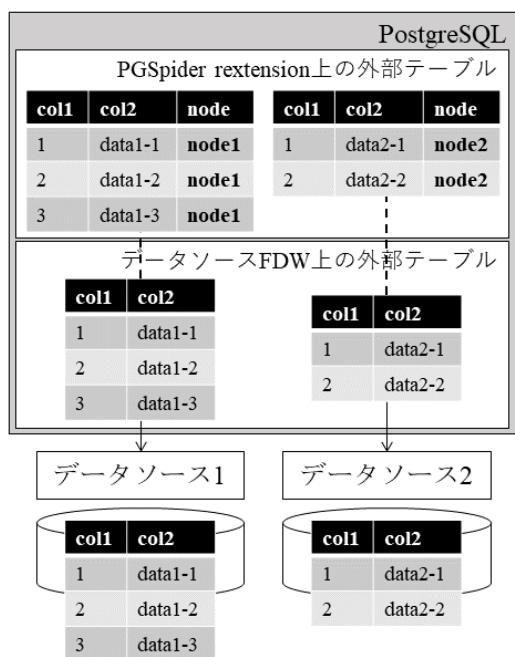 PostgreSQL
PGSpider rextension上の外部テーブル
col1 col2 node
1 data1-1 node1
2 data1-2 node1
3 data1-3 node1
col1 col2 node
1 data2-1 node2
2 data2-2 node2
データソースFDW上の外部テーブル
col1 col2
1 data1-1
2 data1-2
3 data1-3
col1 col2
1 data2-1
2 data2-2
データソース1
データソース2
col1 col2
1 data1-1
2 data1-2
3 data1-3
col1 col2
1 data2-1
2 data2-2